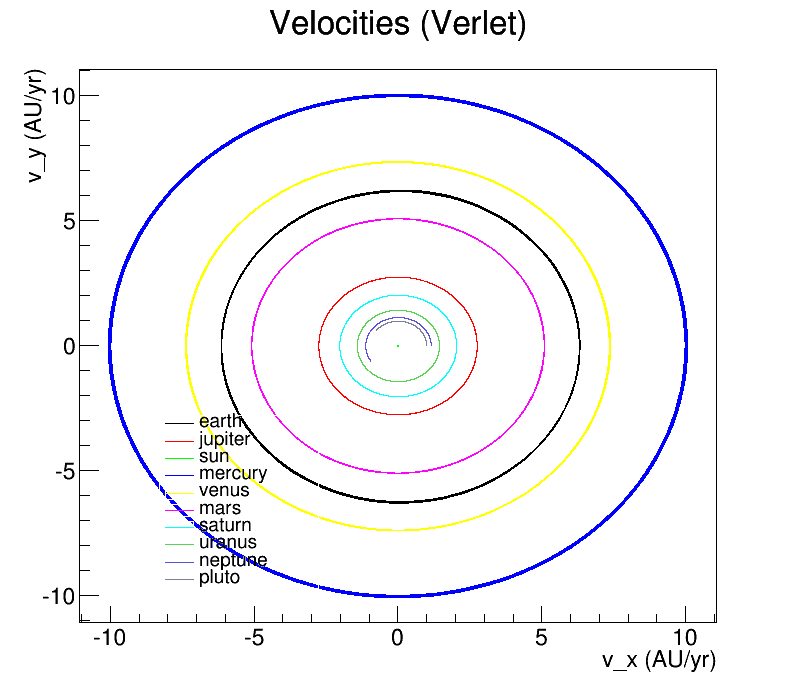 Velocities (Verlet)
v_y (AU/yr)
10
5
0
-5
-10
earth
jupiter
sun
mercury
venus
mars
saturn
uranus
neptune
pluto
-10 -5 0 5 10
v_x (AU/yr)